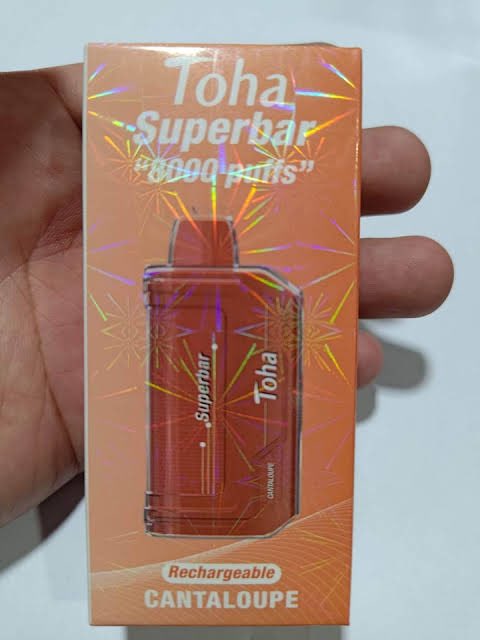 Toha
Superbar
"8000 puffs"
Superbar
Toha
CANTALOUPE
Rechargeable
CANTALOUPE